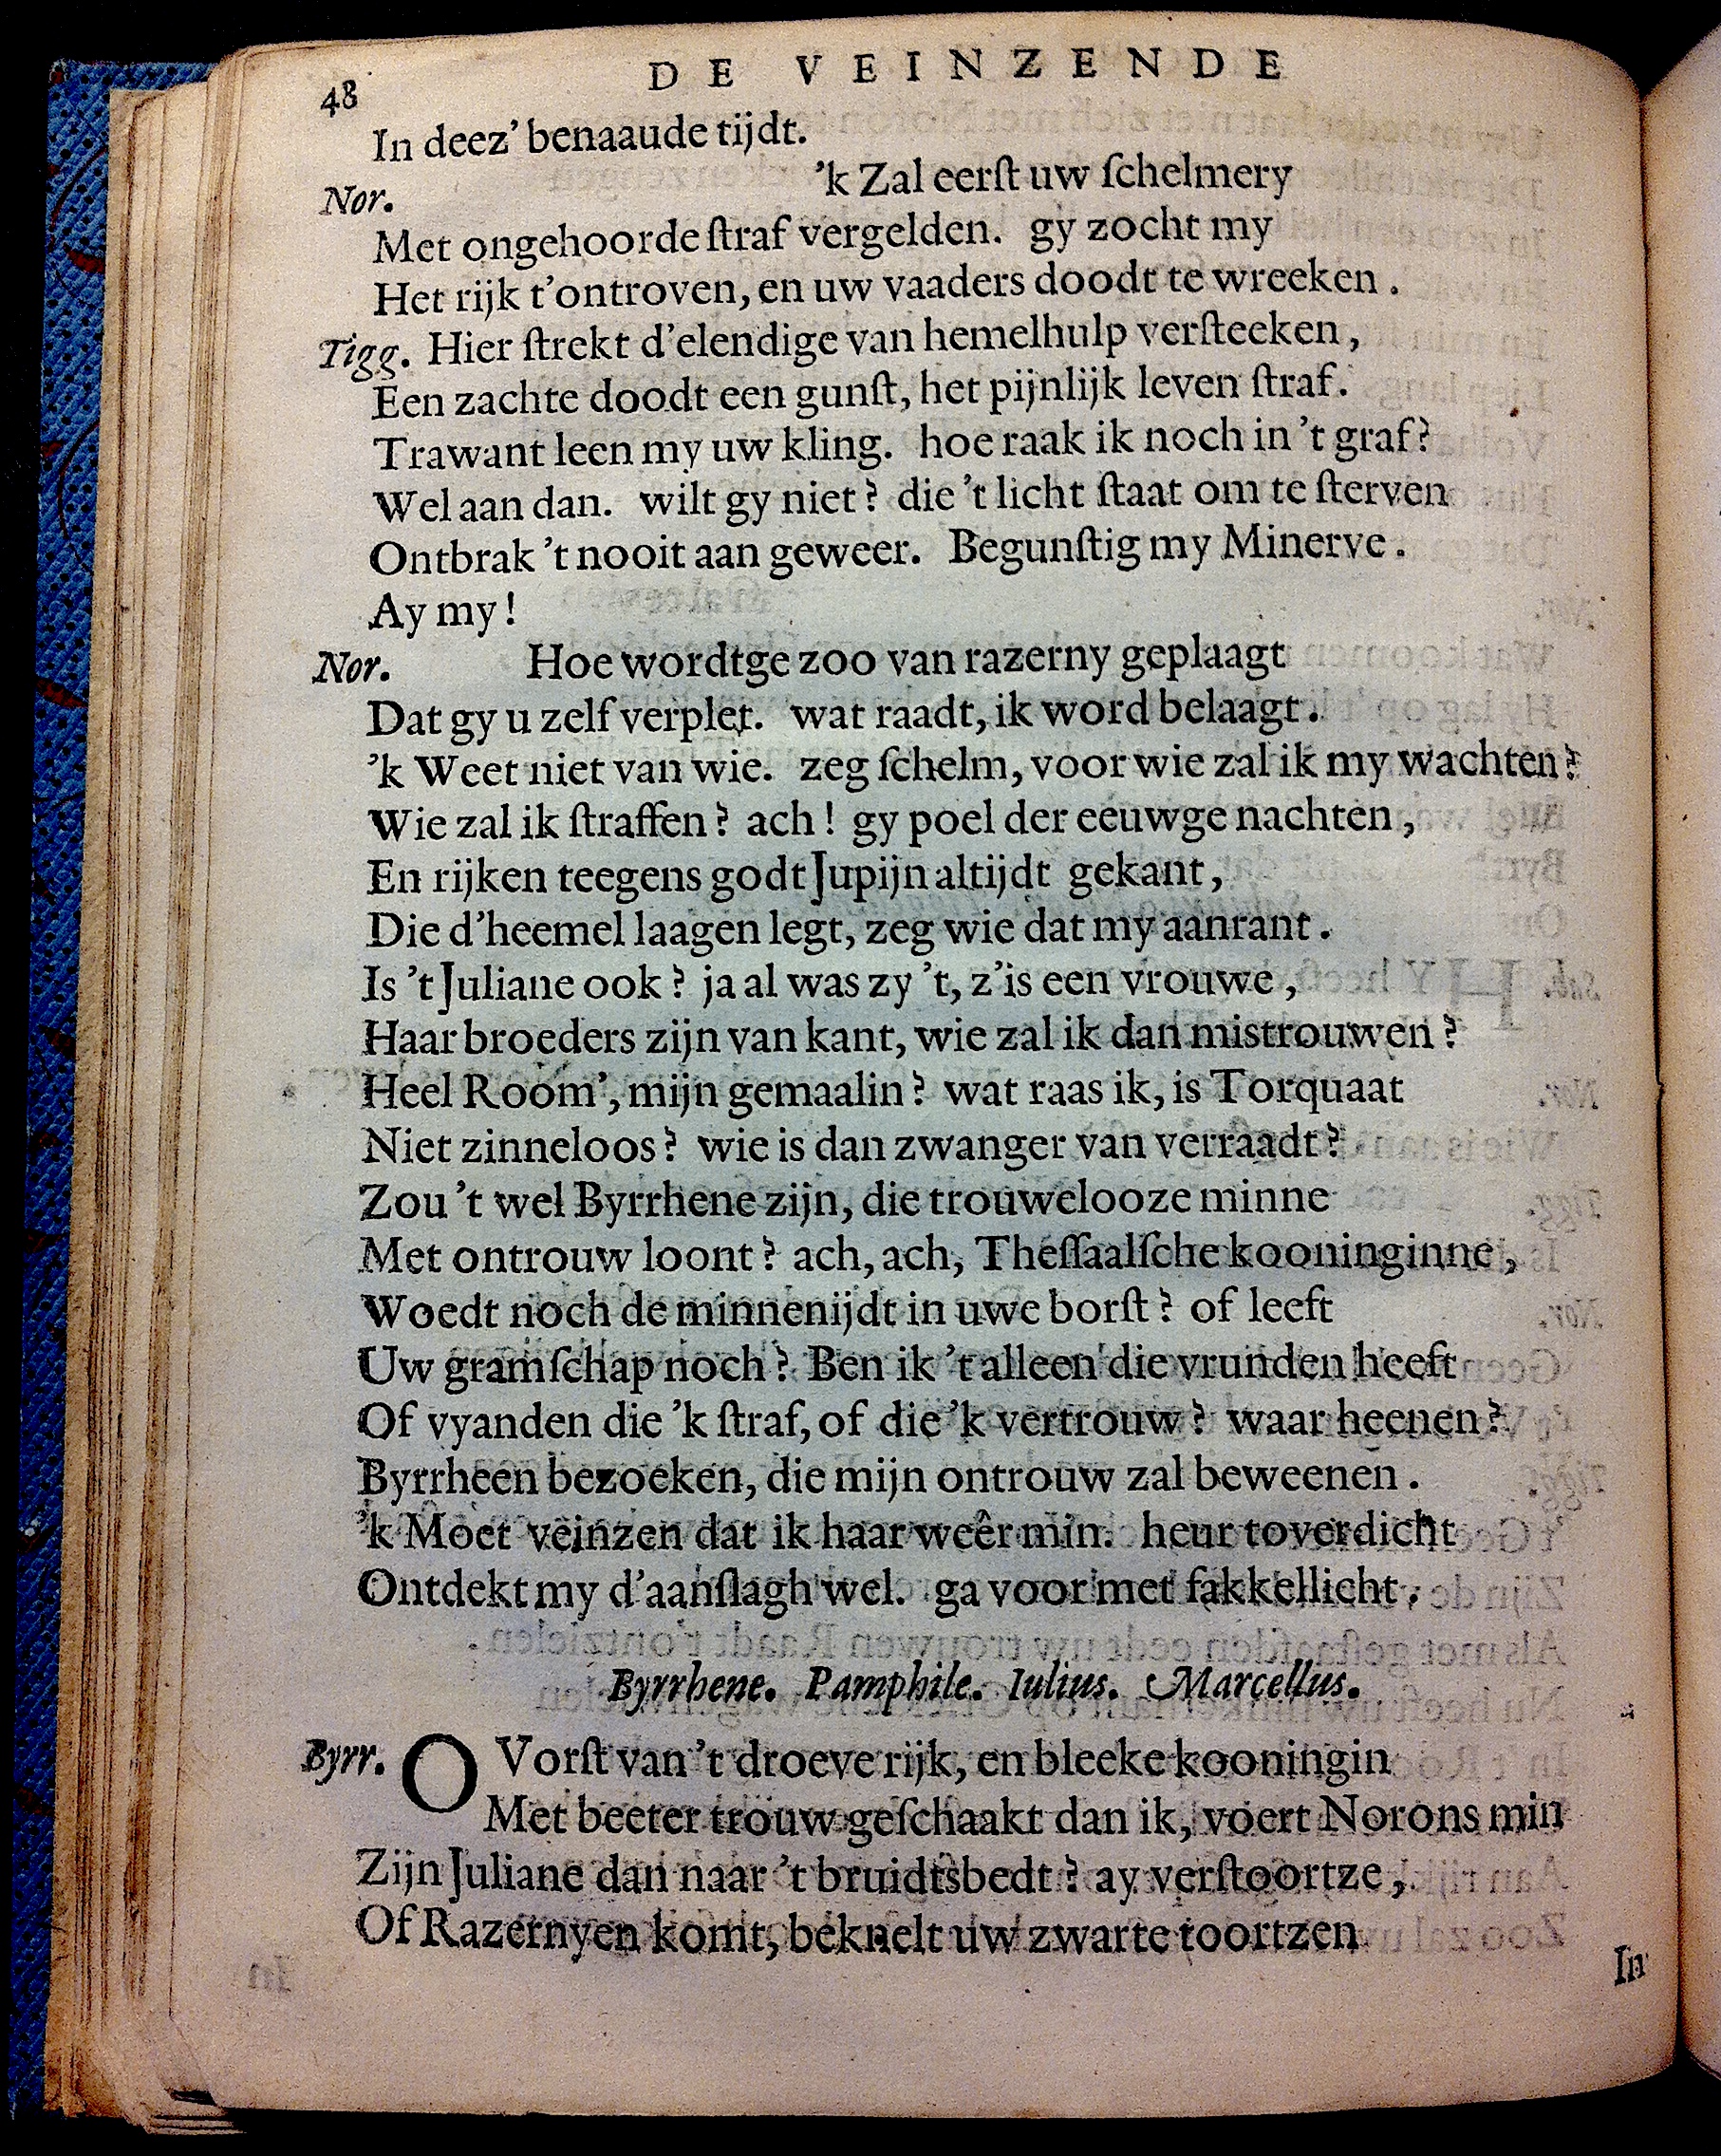 48 DE VEINZENDE
In deez' benaaude tijdt.
Nor. 'k Zal eerſt uw ſchelmery
Met ongehoorde ſtraf vergelden. gy zocht my
Het rijk t'ontroven, en uw vaaders doodt te wreeken.
Tigg. Hier ſtrekt d'elendige van hemelhulp verſteeken,
Een zachte doodt een gunſt, het pijnlijk leven ſtraf.
Trawant leen my uw kling. hoe raak ik noch in 't graf?
Wel aan dan. wilt gy niet? die 't licht ſtaat om te ſterven
Ontbrak 't nooit aan geweer. Begunſtig my Minerve.
Ay my!
Nor. Hoe wordtge zoo van razerny geplaagt
Dat gy u zelf verplet. wat raadt, ik word belaagt.
'k Weet niet van wie. zeg ſchelm, voor wie zal ik my wachten?
Wie zal ik ſtraffen? ach! gy poel der eeuwge nachten,
En rijken teegens godt Jupijn altijdt gekant,
Die d'heemel laagen legt, zeg wie dat my aanrant.
Is 't Juliane ook? ja al was zy 't, z'is een vrouwe,
Haar broeders zijn van kant, wie zal ik dan mistrouwen?
Heel Room', mijn gemaalin? wat raas ik, is Torquaat
Niet zinneloos? wie is dan zwanger van verraadt?
Zou 't wel Byrrhene zijn, die trouwelooze minne
Met ontrouw loont? ach, ach, Theſſaalſche kooninginne,
Woedt noch de minnenijdt in uwe borſt? of leeft
Uw gramſchap noch? Ben ik 't alleen die vrunden heeft
Of vyanden die 'k ſtraf, of die 'k vertrouw? waar heenen?
Byrrheen bezoeken, die mijn ontrouw zal beweenen.
'k Moet veinzen dat ik haar weêr min. heur toverdicht
Ontdekt my d'aanſlagh wel. ga voor met fakkellicht,
Byrrhene. Pamphile. Iulius. Marcellus.
Byrr. O Vorſt van 't droeve rijk, en bleeke kooningin
Met beeter trouw geſchaakt dan ik, voert Norons min
Zijn Juliane dan naar 't bruidtsbedt? ay verſtoortze,
Of Razernyen komt, beknelt uw zwarte toortzen
In